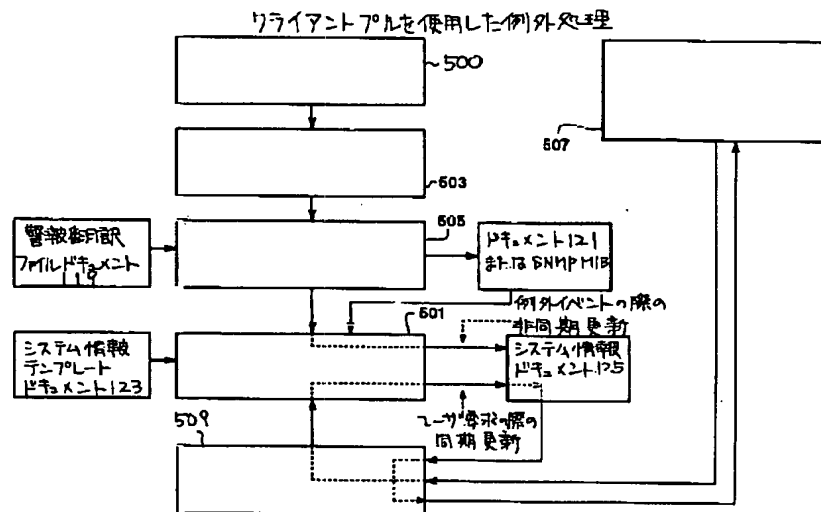 クライアントプルを使用した例外処理
500
507
503
505
警報翻訳
ファイルドキュメント
119
ドキュメント121
または SNMP MIB
501
例外イベントの際の
非同期更新
システム情報
テンプレート
ドキュメント123
システム情報
ドキュメント125
ユーザ要求の際の
同期更新
509